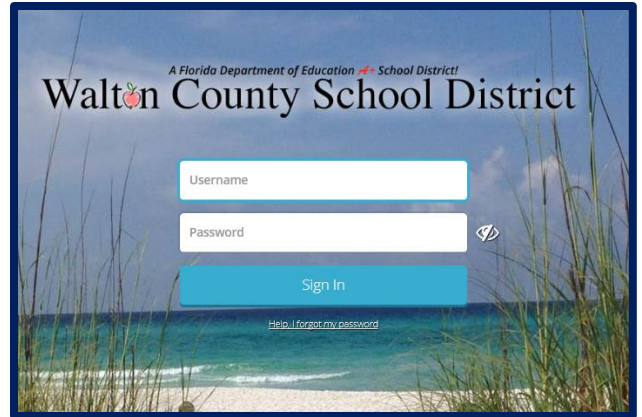 A Florida Department of Education A+ School District!
Walton County School District
Username
Password
Sign In
Help, I forgot my password